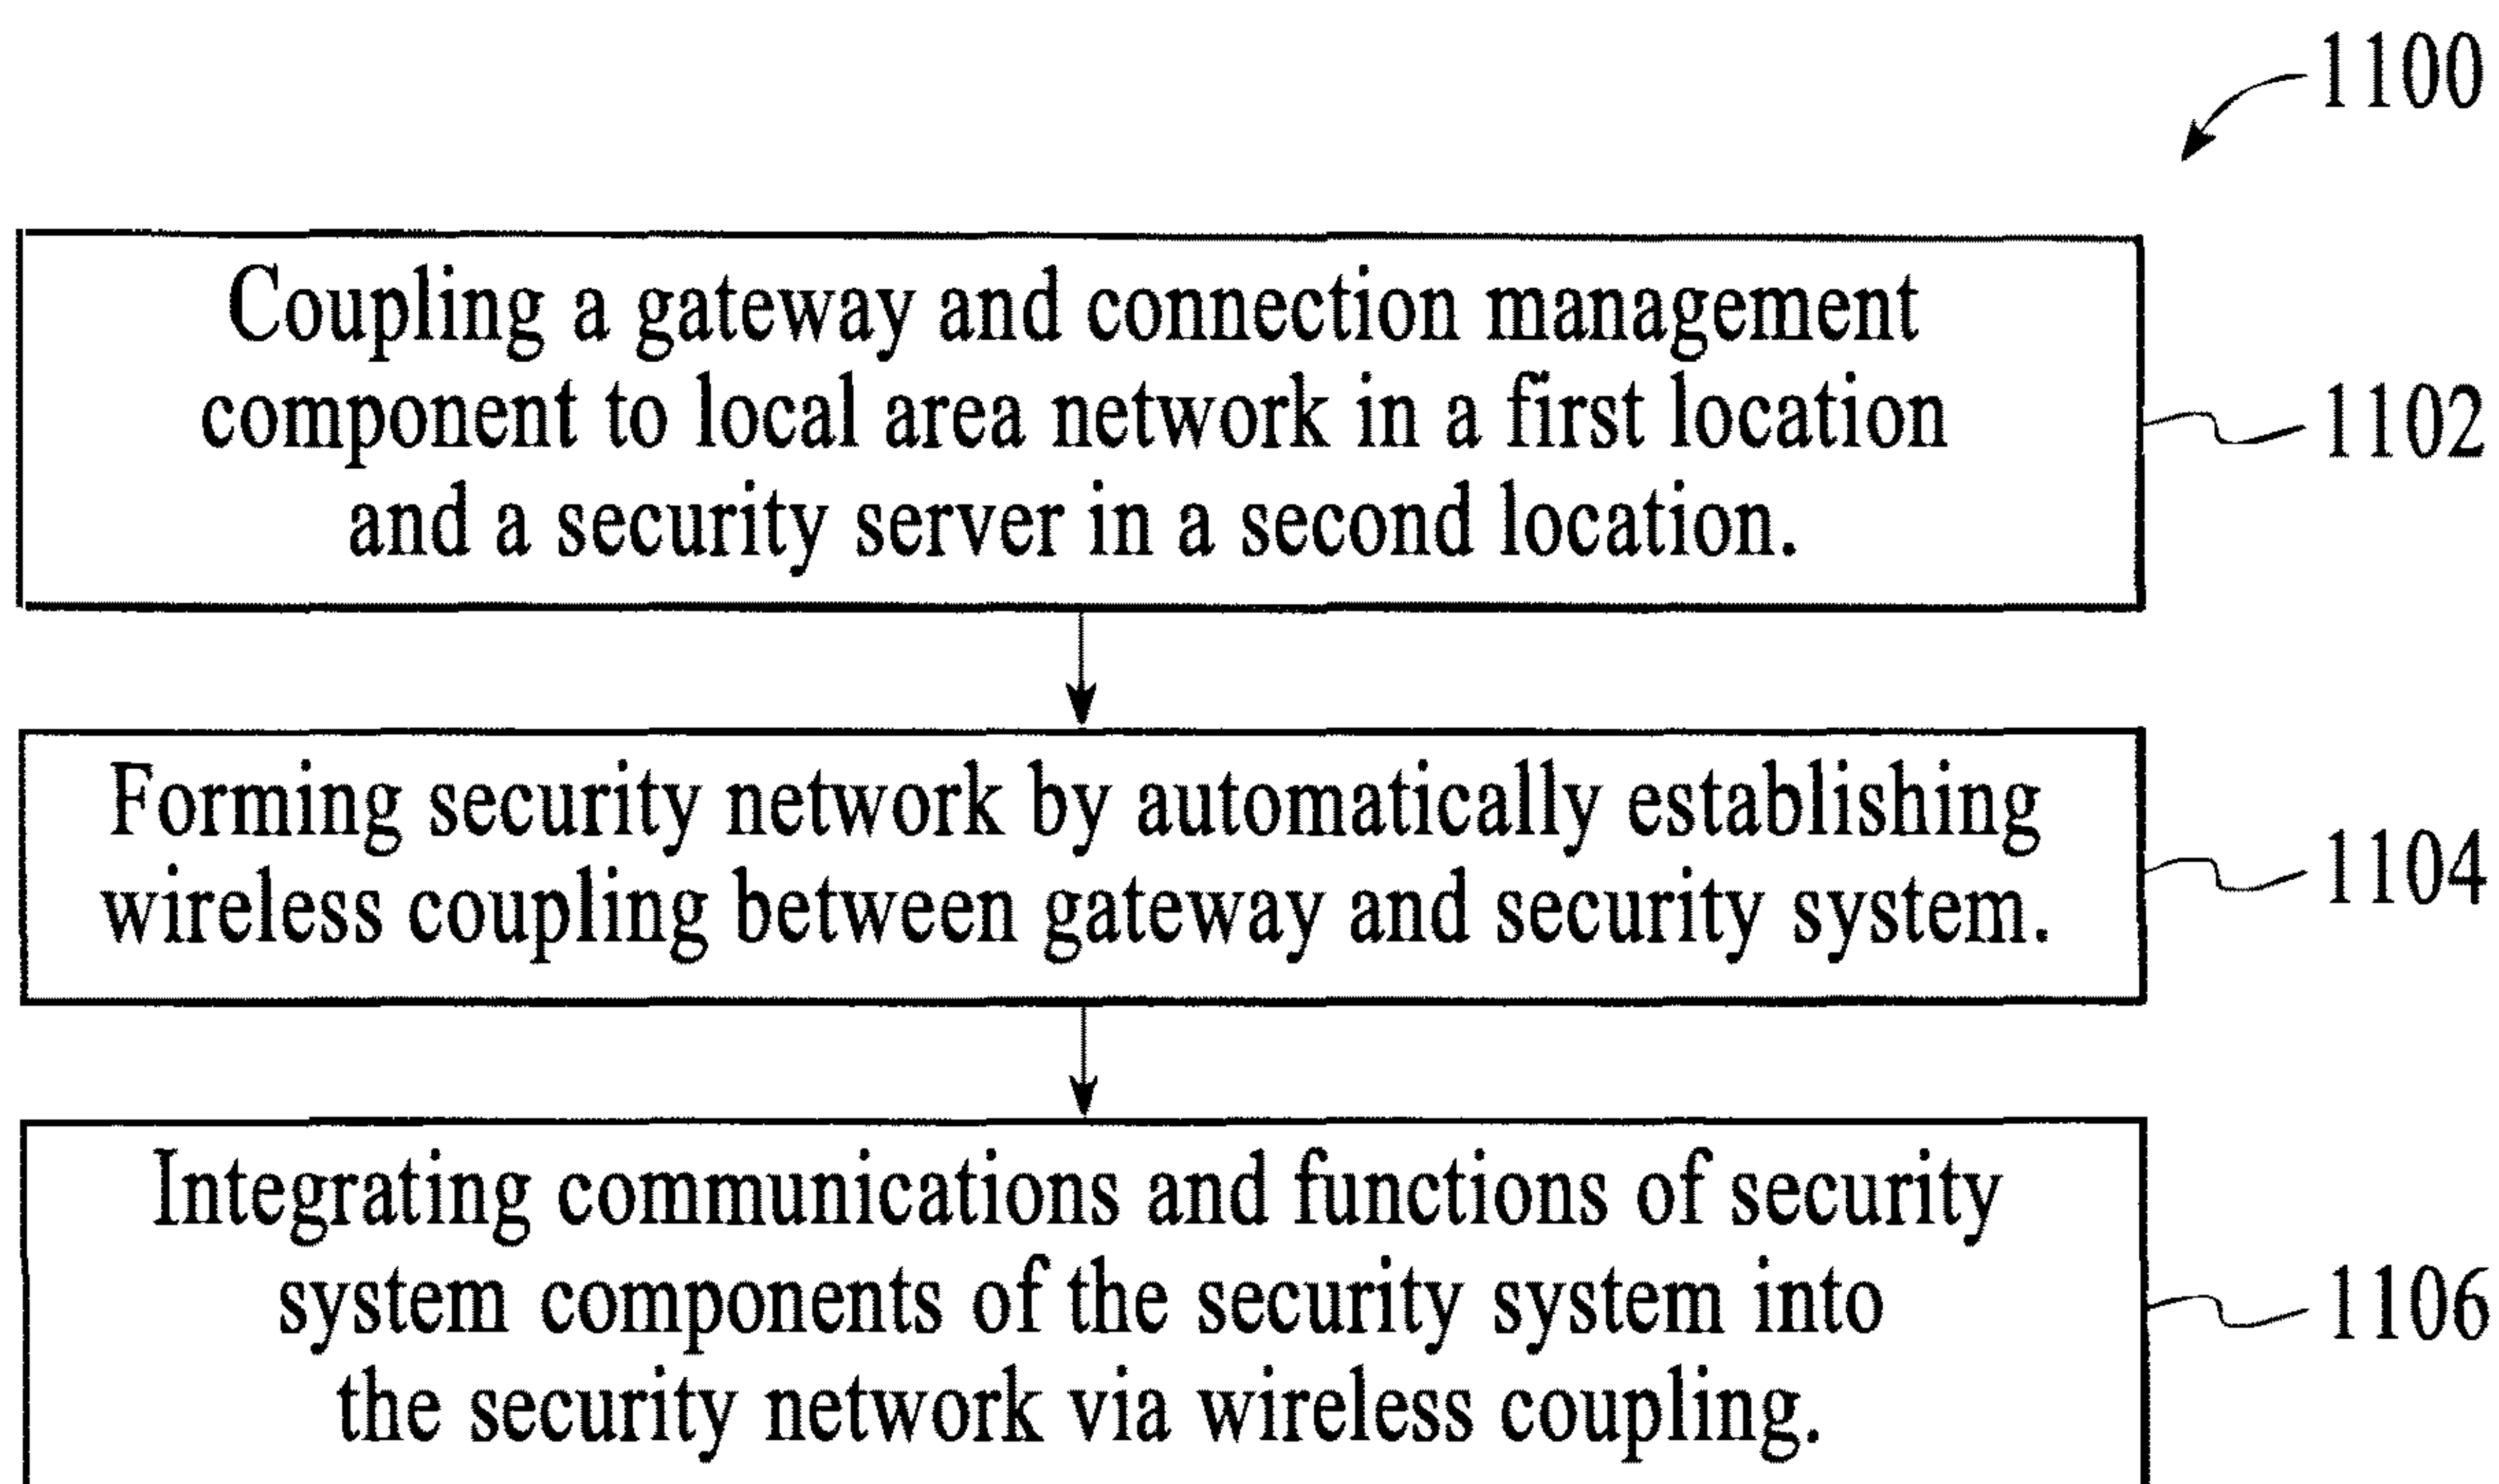 1100
Coupling a gateway and connection management
component to local area network in a first location
and a security server in a second location.
1102
Forming security network by automatically establishing
wireless coupling between gateway and security system.
1104
Integrating communications and functions of security
system components of the security system into
the security network via wireless coupling.
1106